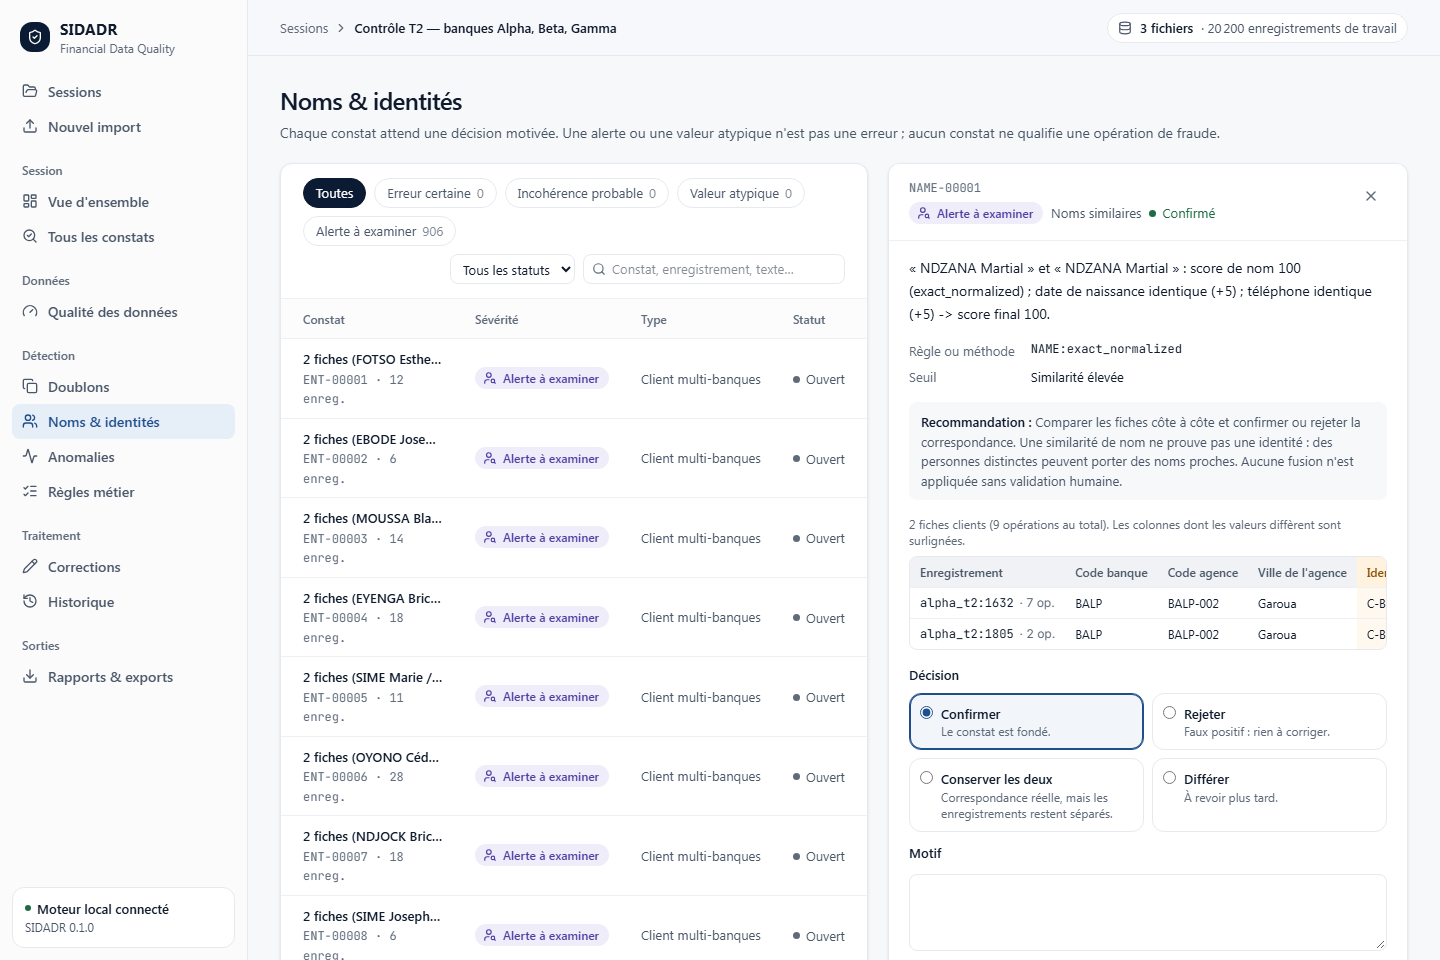 SIDADR
Financial Data Quality
Sessions
Nouvel import
Session
Vue d'ensemble
Tous les constats
Données
Qualité des données
Détection
Doublons
Noms & identités
Anomalies
Règles métier
Traitement
Corrections
Historique
Sorties
Rapports & exports
Moteur local connecté
SIDADR 0.1.0
Sessions > Contrôle T2 — banques Alpha, Beta, Gamma
3 fichiers · 20 200 enregistrements de travail
Noms & identités
Chaque constat attend une décision motivée. Une alerte ou une valeur atypique n'est pas une erreur ; aucun constat ne qualifie une opération de fraude.
Toutes Erreur certaine 0 Incohérence probable 0 Valeur atypique 0
Alerte à examiner 906
Tous les statuts Constat, enregistrement, texte...
Constat Sévérité Type Statut
2 fiches (FOTSO Esthe...
ENT-00001 · 12 Alerte à examiner Client multi-banques Ouvert
enreg.
2 fiches (EBODE Jose...
ENT-00002 · 6 Alerte à examiner Client multi-banques Ouvert
enreg.
2 fiches (MOUSSA Bla...
ENT-00003 · 14 Alerte à examiner Client multi-banques Ouvert
enreg.
2 fiches (EYENGA Bric...
ENT-00004 · 18 Alerte à examiner Client multi-banques Ouvert
enreg.
2 fiches (SIME Marie /...
ENT-00005 · 11 Alerte à examiner Client multi-banques Ouvert
enreg.
2 fiches (OYONO Céd...
ENT-00006 · 28 Alerte à examiner Client multi-banques Ouvert
enreg.
2 fiches (NDJOCK Bric...
ENT-00007 · 18 Alerte à examiner Client multi-banques Ouvert
enreg.
2 fiches (SIME Joseph...
ENT-00008 · 6 Alerte à examiner Client multi-banques Ouvert
enreg.
NAME-00001
Alerte à examiner Noms similaires Confirmé
« NDZANA Martial » et « NDZANA Martial » : score de nom 100
(exact_normalized) ; date de naissance identique (+5) ; téléphone identique
(+5) -> score final 100.
Règle ou méthode NAME:exact_normalized
Seuil Similarité élevée
Recommandation : Comparer les fiches côte à côte et confirmer ou rejeter la
correspondance. Une similarité de nom ne prouve pas une identité : des
personnes distinctes peuvent porter des noms proches. Aucune fusion n'est
appliquée sans validation humaine.
2 fiches clients (9 opérations au total). Les colonnes dont les valeurs diffèrent sont
surlignées.
Enregistrement Code banque Code agence Ville de l'agence Iden
alpha_t2:1632 · 7 op. BALP BALP-002 Garoua C-B
alpha_t2:1805 · 2 op. BALP BALP-002 Garoua C-B
Décision
Confirmer
Le constat est fondé.
Rejeter
Faux positif : rien à corriger.
Conserver les deux
Correspondance réelle, mais les
enregistrements restent séparés.
Différer
À revoir plus tard.
Motif